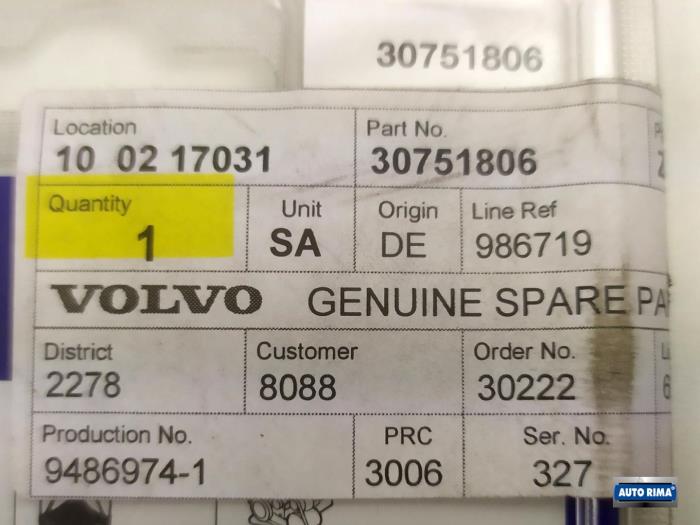 30751806
Location Part No.
10 02 17031 30751806
Quantity Unit Origin Line Ref
1 SA DE 986719
VOLVO GENUINE SPARE PA
District Customer Order No.
2278 8088 30222
Production No. PRC Ser. No.
9486974-1 3006 327
AUTO RIMA